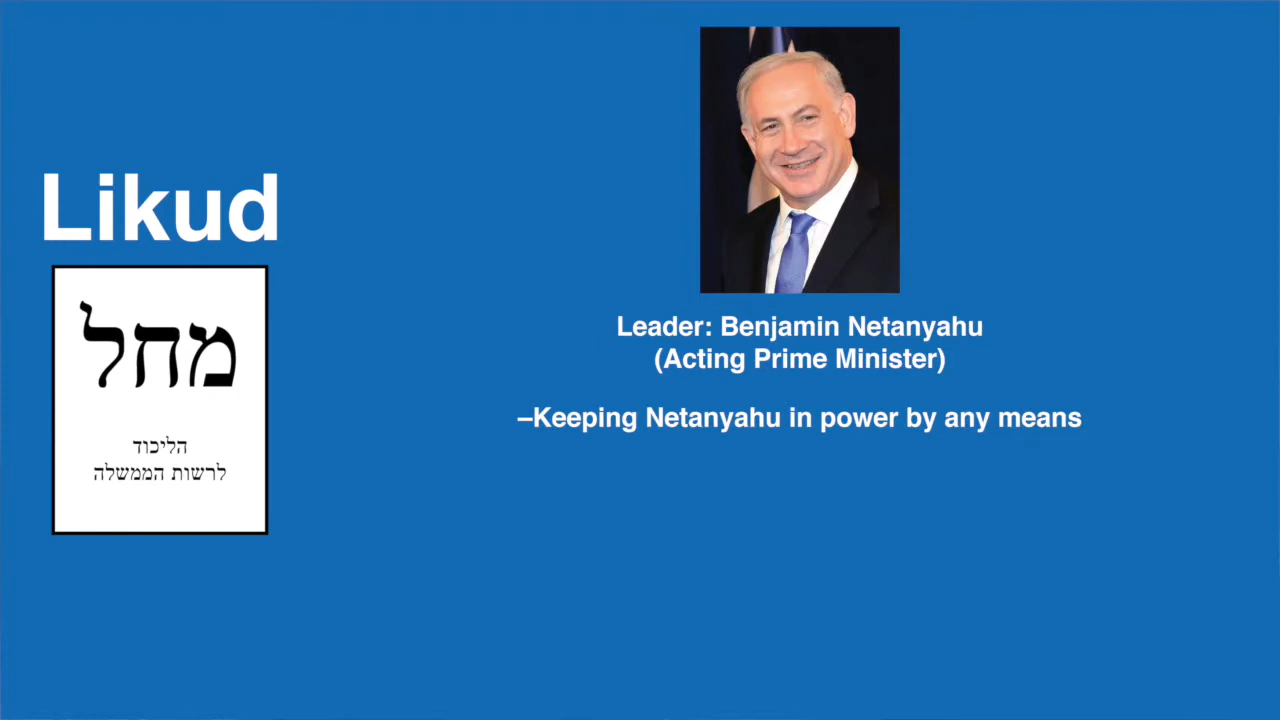 Likud
מחל
הליכוד
לרשות הממשלה
Leader: Benjamin Netanyahu
(Acting Prime Minister)
–Keeping Netanyahu in power by any means